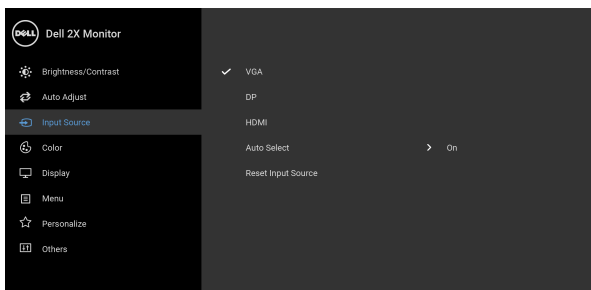 DELL Dell 2X Monitor
Brightness/Contrast
VGA
Auto Adjust
DP
Input Source
HDMI
Color
Auto Select On
Display
Reset Input Source
Menu
Personalize
Others